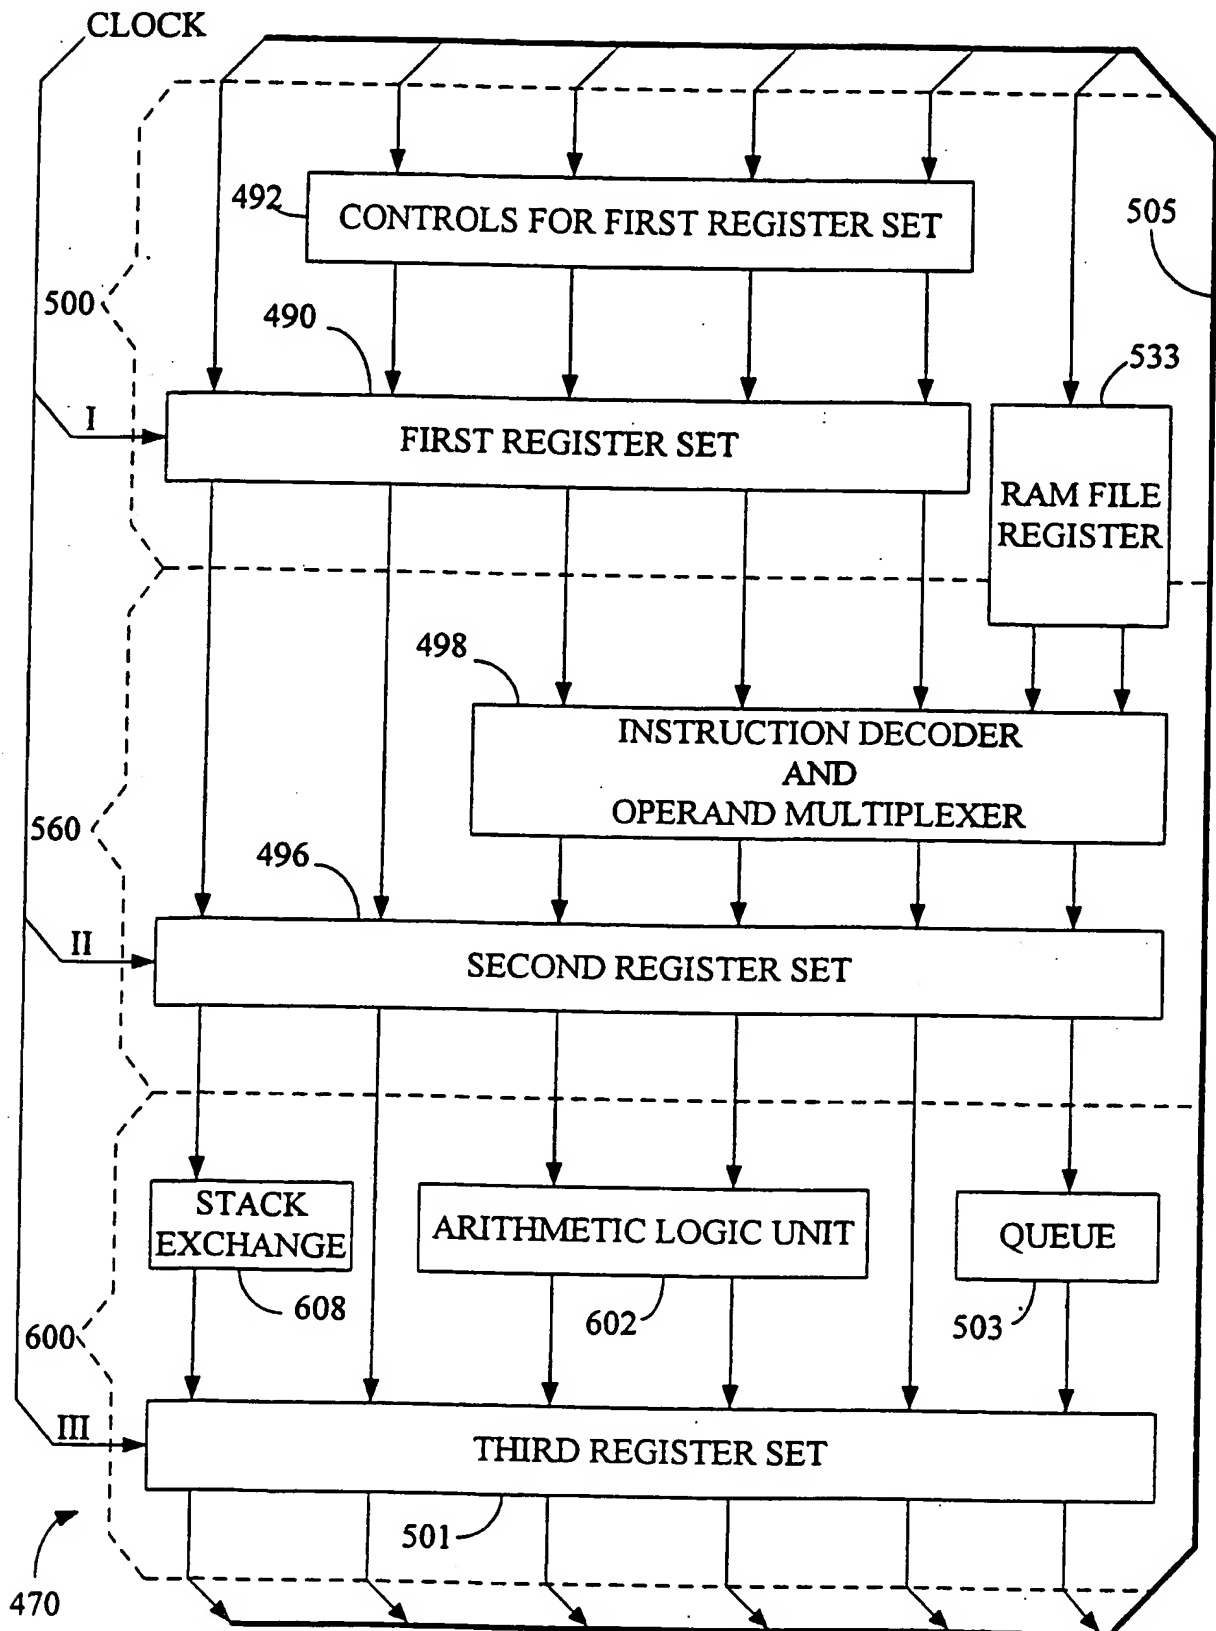 CLOCK
492
CONTROLS FOR FIRST REGISTER SET
505
500
490
533
I
FIRST REGISTER SET
RAM FILE
REGISTER
498
INSTRUCTION DECODER
AND
OPERAND MULTIPLEXER
560
496
II
SECOND REGISTER SET
STACK
EXCHANGE
ARITHMETIC LOGIC UNIT
QUEUE
608
602
503
600
III
THIRD REGISTER SET
501
470